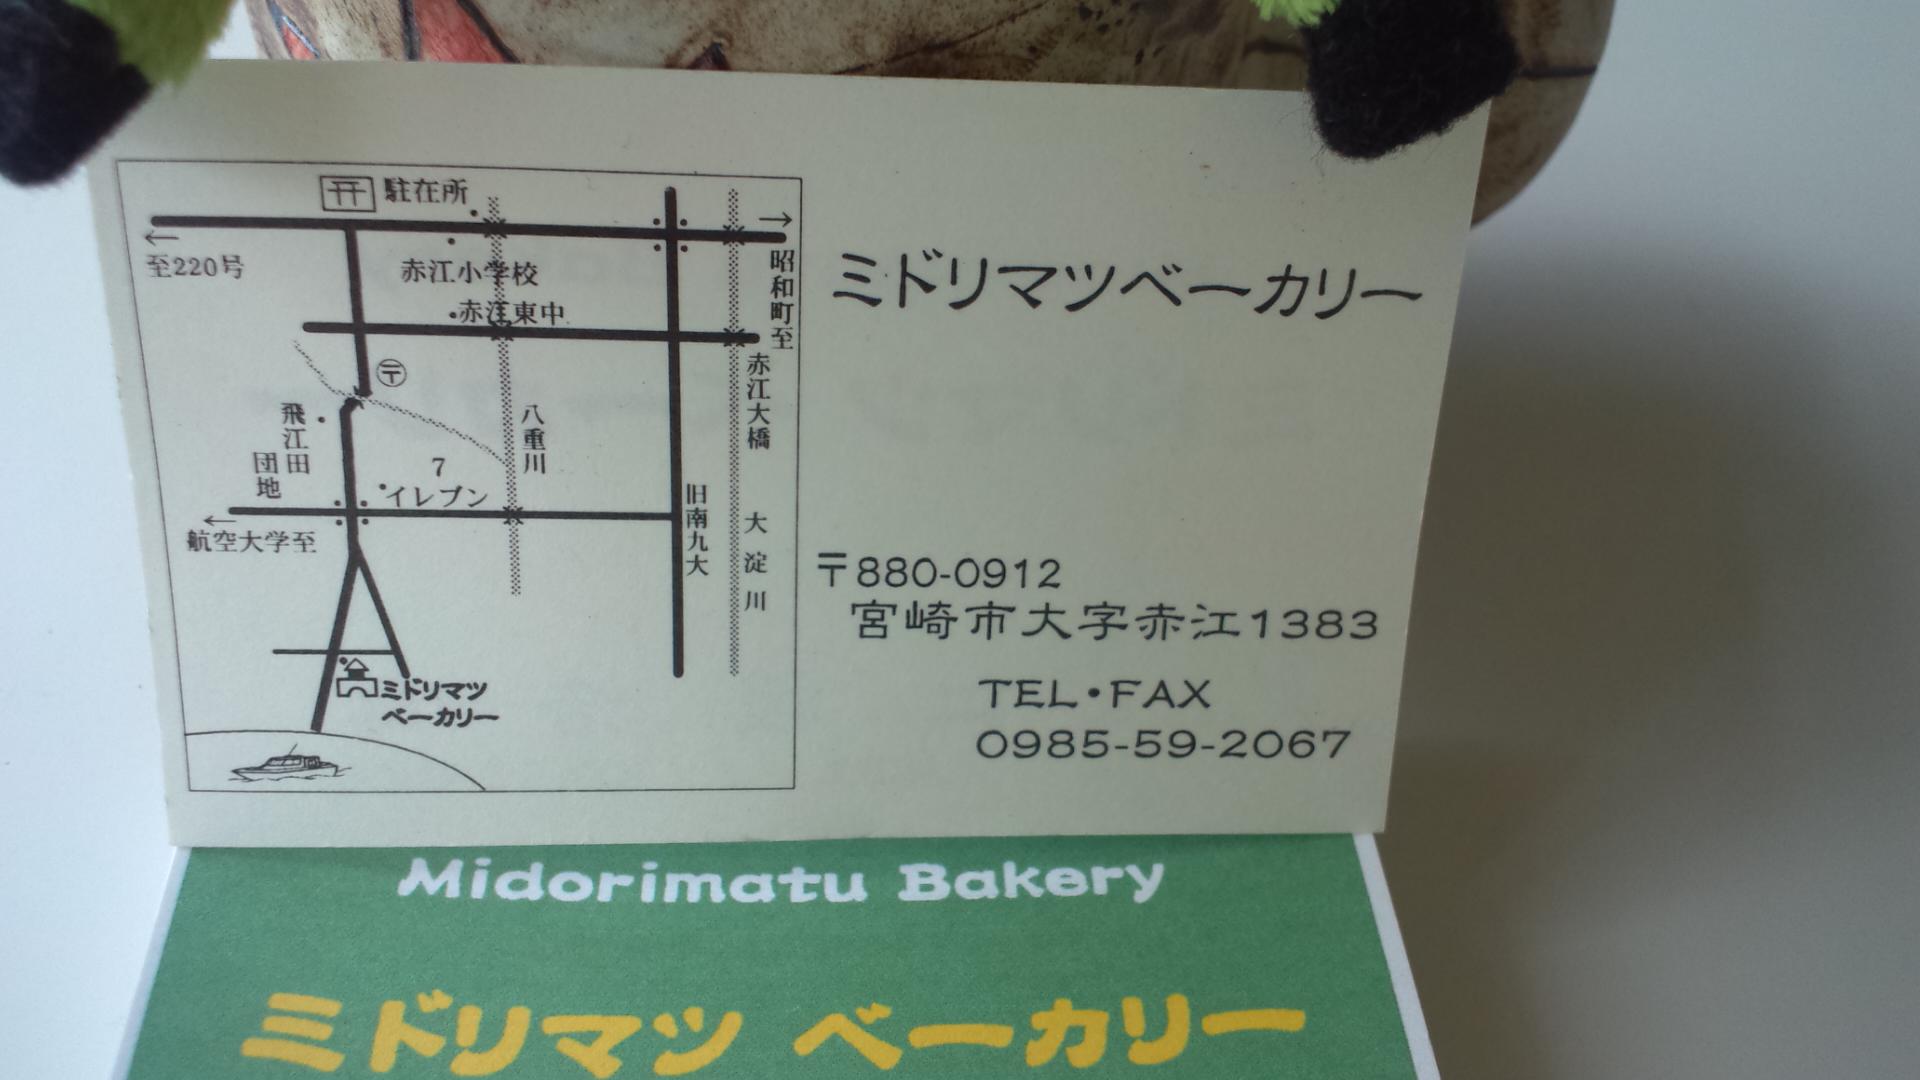 駐在所
至220号
赤江小学校
赤江東中
昭和町至
〒
赤江大橋
飛江田
団地
八重川
7
イレブン
航空大学至
旧南九大
大淀川
ミドリマツ
ベーカリー
ミドリマツベーカリー
〒880-0912
宮崎市大字赤江1383
TEL・FAX
0985-59-2067
Midorimatu Bakery
ミドリマツ ベーカリー